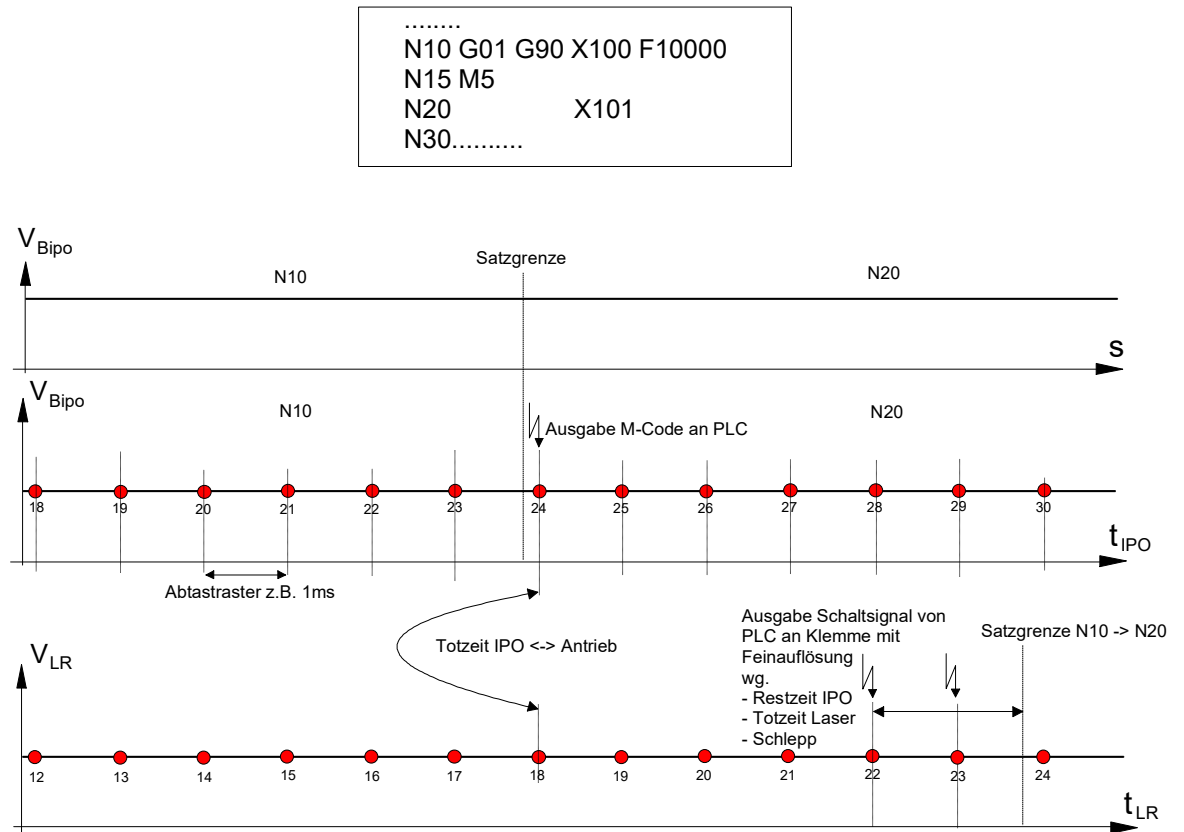 ........
N10 G01 G90 X100 F10000
N15 M5
N20 X101
N30..........
V Bipo
N10
Satzgrenze
N20
s
V Bipo
N10
N20
Ausgabe M-Code an PLC
18 19 20 21 22 23 24 25 26 27 28 29 30
t IPO
Abtastraster z.B. 1ms
Totzeit IPO <-> Antrieb
Ausgabe Schaltsignal von
PLC an Klemme mit
Feinauflösung
wg.
- Restzeit IPO
- Totzeit Laser
- Schlepp
Satzgrenze N10 -> N20
V LR
12 13 14 15 16 17 18 19 20 21 22 23 24
t LR